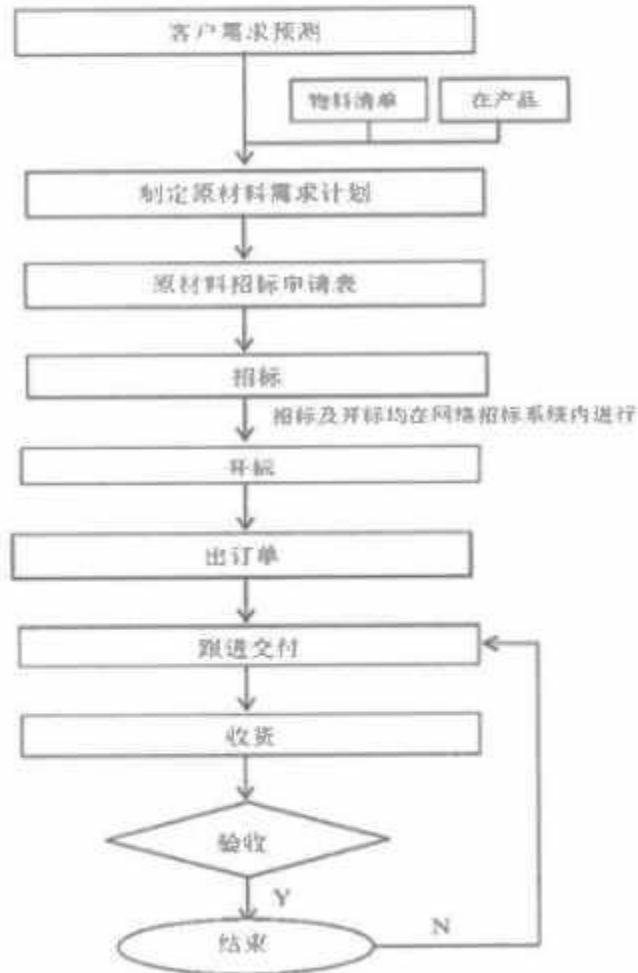 客户需求预测
物料清单
在产品
制定原材料需求计划
原材料招标申请表
招标
招标及开标均在网络招标系统内进行
开标
出订单
跟进交付
收货
验收
Y
结束
N